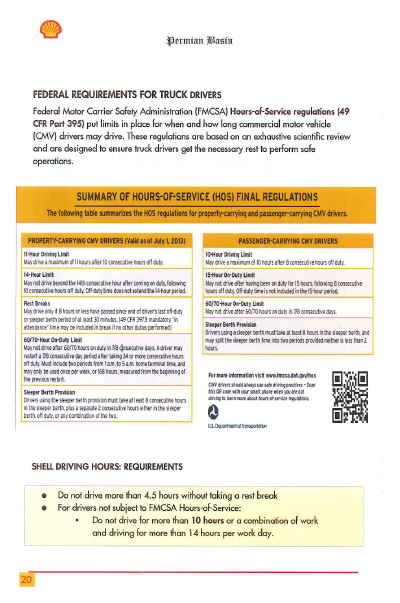 Permian Basin
FEDERAL REQUIREMENTS FOR TRUCK DRIVERS
Federal Motor Carrier Safety Administration (FMCSA) Hours-of-Service regulations (49
CFR Part 395) put limits in place for when and how long commercial motor vehicle
(CMV) drivers may drive. These regulations are based on an exhaustive scientific review
and are designed to ensure truck drivers get the necessary rest to perform safe
operations.
SUMMARY OF HOURS-OF-SERVICE (HOS) FINAL REGULATIONS
The following table summarizes the HOS regulations for property-carrying and passenger-carrying CMV drivers.
PROPERTY-CARRYING CMV DRIVERS (Valid as of July 1, 2013)
11-Hour Driving Limit
May drive a maximum of 11 hours after 10 consecutive hours off duty.
14-Hour Limit
May not drive beyond the 14th consecutive hour after coming on duty, following
10 consecutive hours off duty. Off-duty time does not extend the 14-hour period.
Rest Breaks
May drive only if 8 hours or less have passed since end of driver's last off-duty
or sleeper berth period of at least 30 minutes. [49 CFR 397.5 mandatory "in
attendance" time may be included in break if no other duties performed]
60/70-Hour On-Duty Limit
May not drive after 60/70 hours on duty in 7/8 consecutive days. A driver may
restart a 7/8 consecutive day period after taking 34 or more consecutive hours
off duty. Must include two periods from 1 a.m. to 5 a.m. home terminal time, and
may only be used once per week, or 168 hours, measured from the beginning of
the previous restart.
Sleeper Berth Provision
Drivers using the sleeper berth provision must take at least 8 consecutive hours
in the sleeper berth, plus a separate 2 consecutive hours either in the sleeper
berth, off duty, or any combination of the two.
PASSENGER-CARRYING CMV DRIVERS
10-Hour Driving Limit
May drive a maximum of 10 hours after 8 consecutive hours off duty.
15-Hour On-Duty Limit
May not drive after having been on duty for 15 hours, following 8 consecutive
hours off duty. Off-duty time is not included in the 15-hour period.
60/70-Hour On-Duty Limit
May not drive after 60/70 hours on duty in 7/8 consecutive days.
Sleeper Berth Provision
Drivers using a sleeper berth must take at least 8 hours in the sleeper berth, and
may split the sleeper berth time into two periods provided neither is less than 2
hours.
For more information visit www.fmcsa.dot.gov/hos
CMV drivers should always use safe driving practices • Scan
this QR code with your smart phone when you are not
driving to learn more about hours-of-service regulations.
U.S. Department of Transportation
SHELL DRIVING HOURS: REQUIREMENTS
• Do not drive more than 4.5 hours without taking a rest break
• For drivers not subject to FMCSA Hours-of-Service:
• Do not drive for more than 10 hours or a combination of work
and driving for more than 14 hours per work day.
20